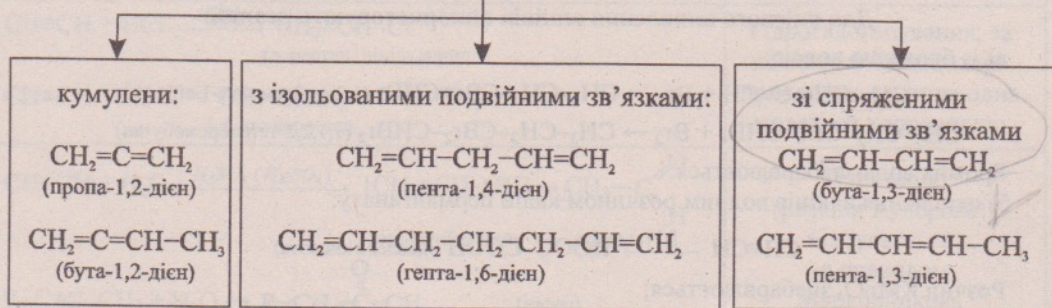 кумулени:
CH₂=C=CH₂
(пропа-1,2-дієн)
CH₂=C=CH–CH₃
(бута-1,2-дієн)
з ізольованими подвійними зв’язками:
CH₂=CH–CH₂–CH=CH₂
(пента-1,4-дієн)
CH₂–CH=CH₂–CH₂–CH₂–CH=CH₂
(гепта-1,6-дієн)
зі спряженими
подвійними зв’язками
CH₂=CH–CH=CH₂
(бута-1,3-дієн)
CH₂=CH–CH=CH–CH₃
(пента-1,3-дієн)